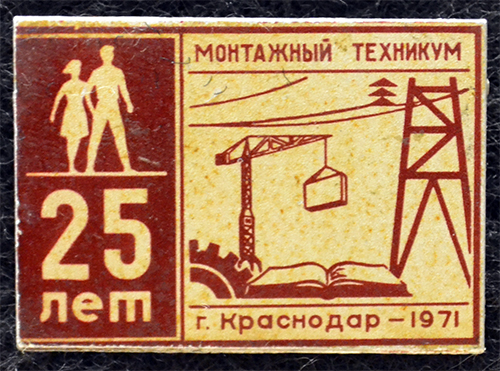 МОНТАЖНЫЙ ТЕХНИКУМ
25
лет
г. Краснодар – 1971